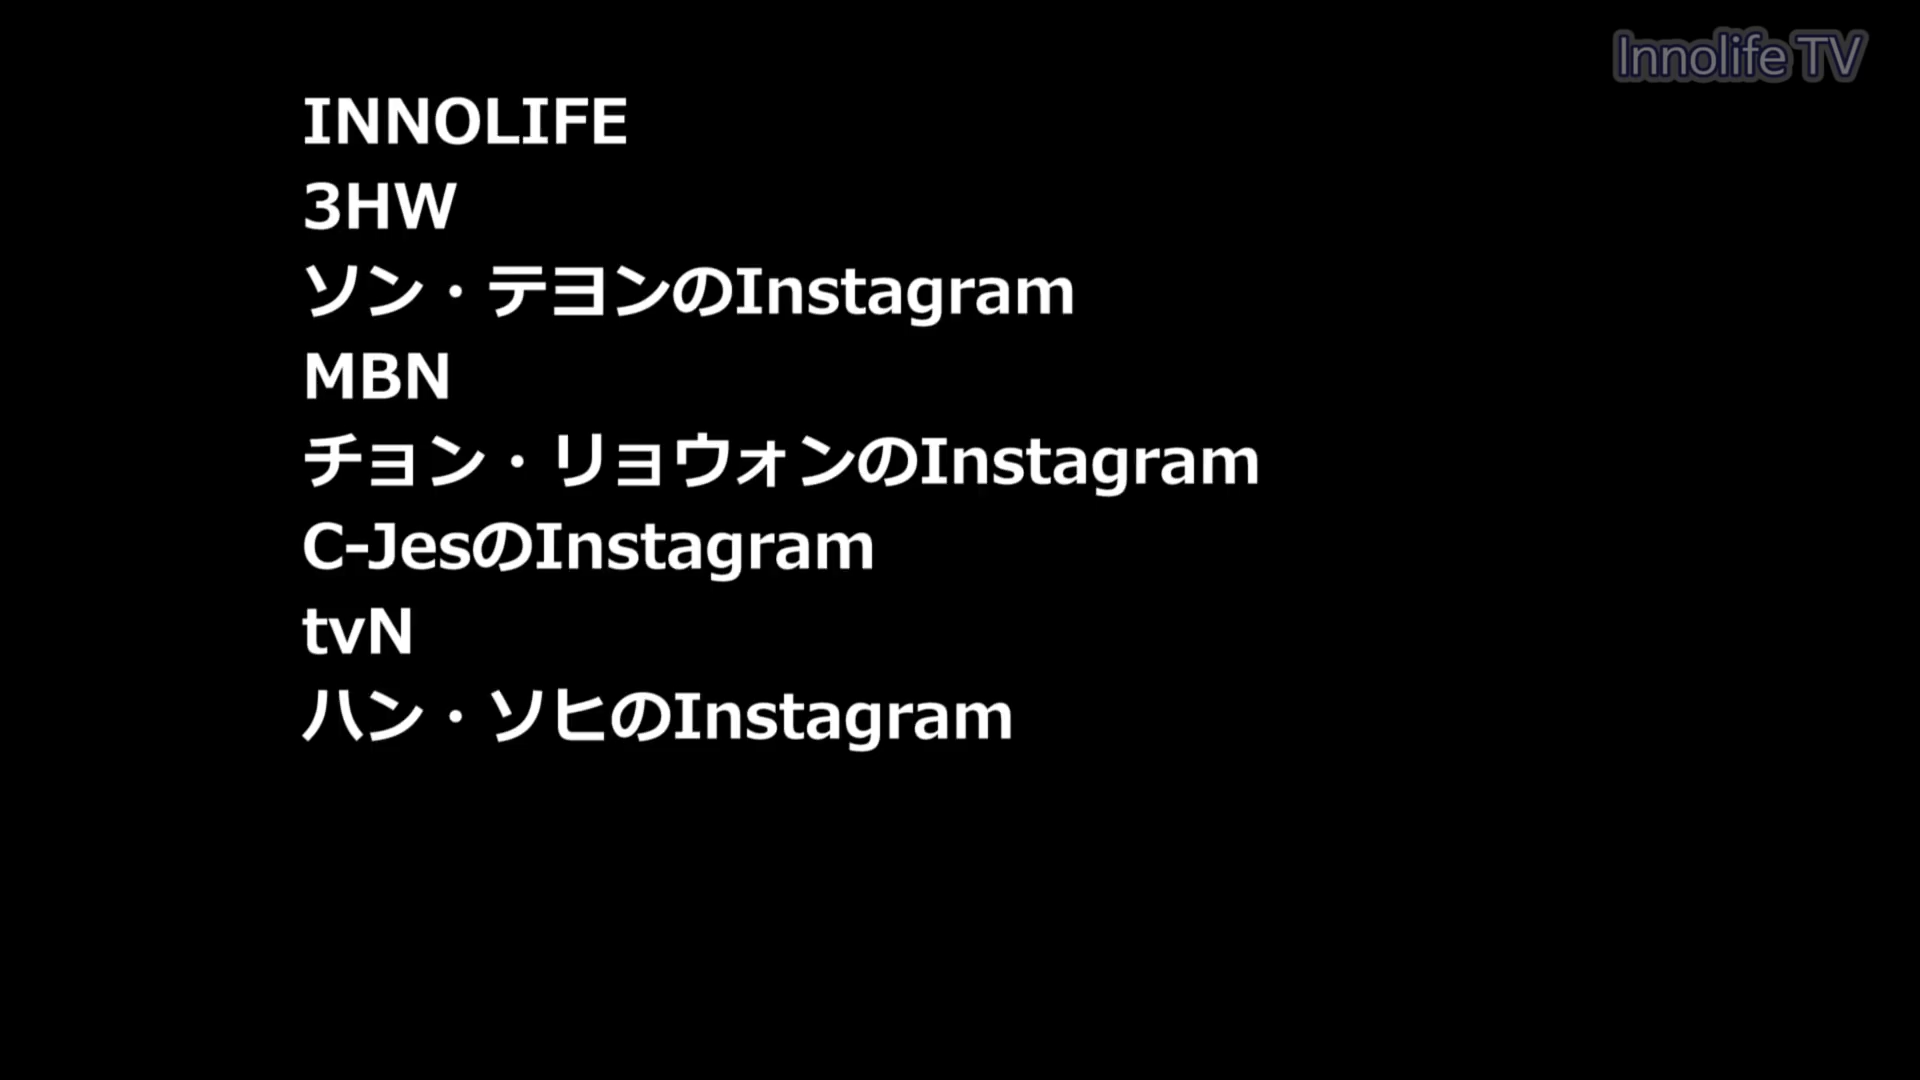 Innolife TV
INNOLIFE
3HW
ソン・テヨンのInstagram
MBN
チョン・リョウォンのInstagram
C-JesのInstagram
tvN
ハン・ソヒのInstagram